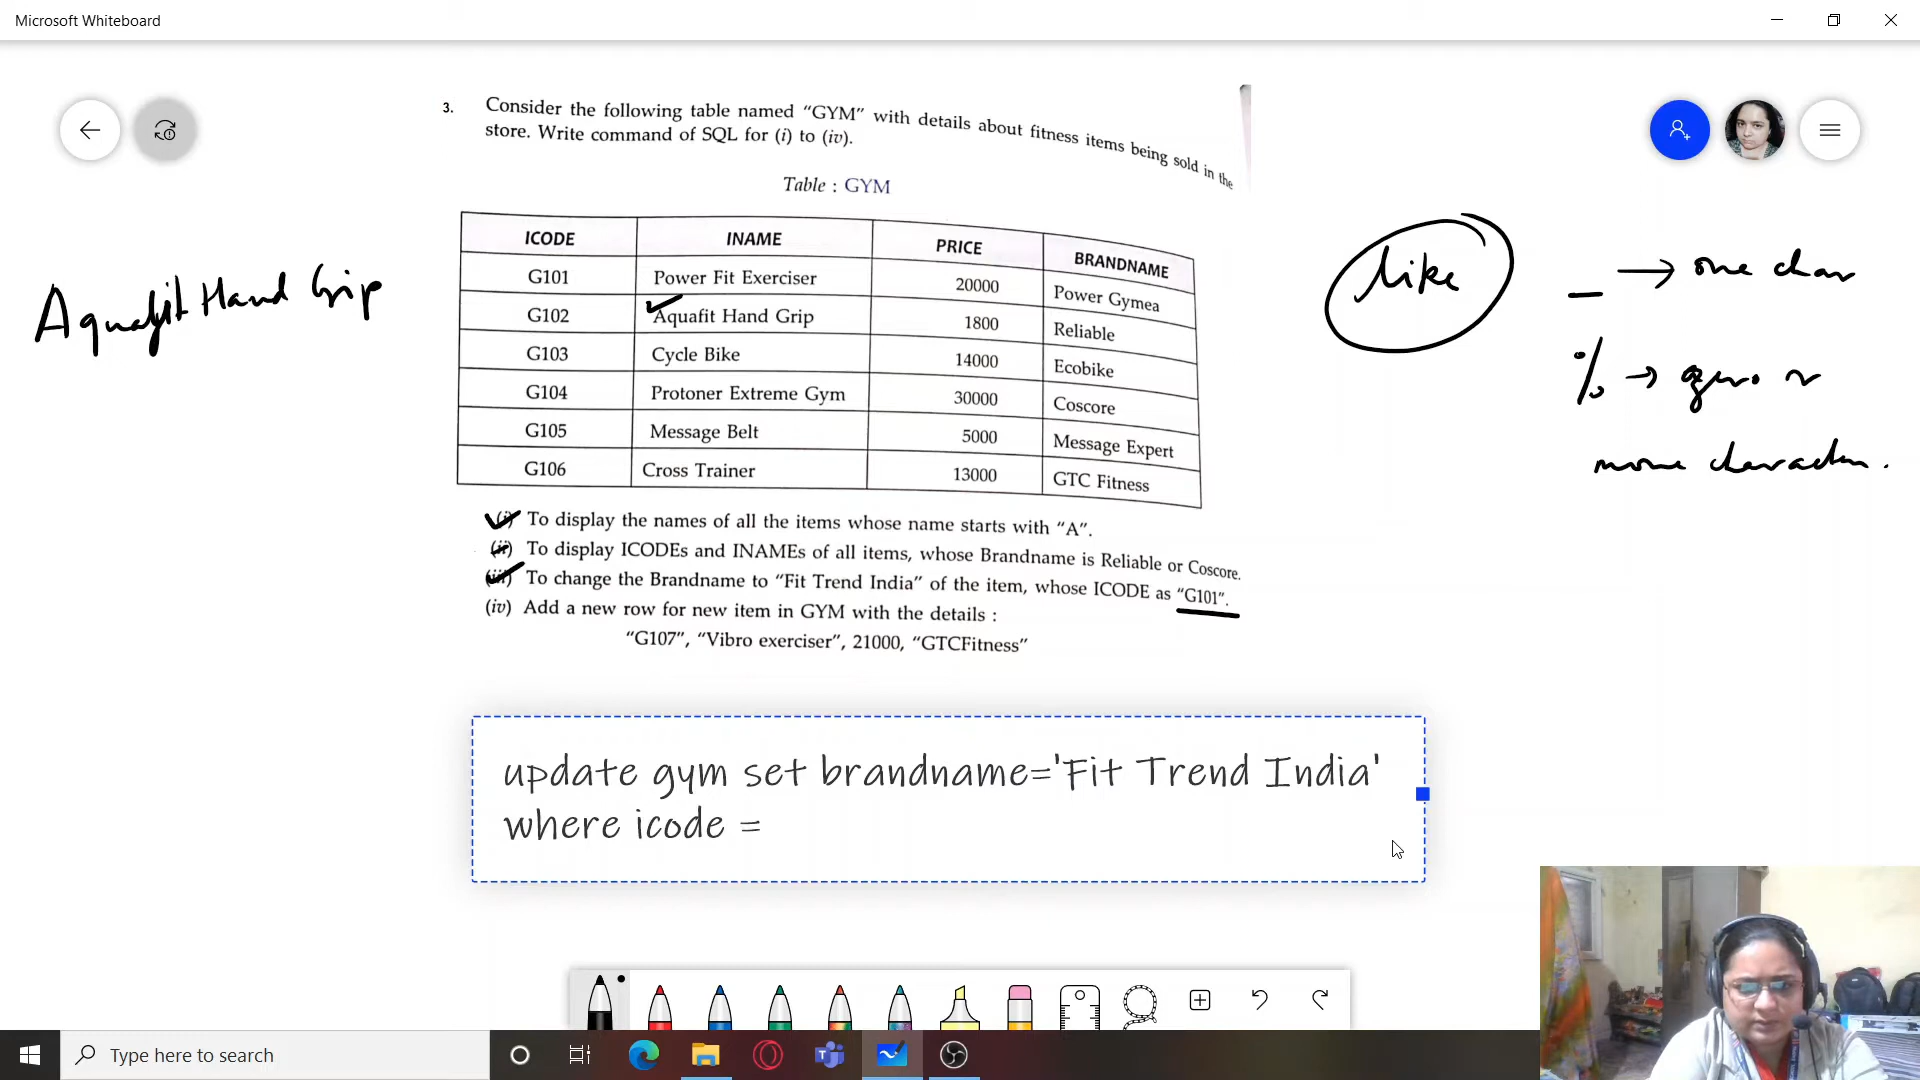 Microsoft Whiteboard
3. Consider the following table named “GYM” with details about fitness items being sold in the
store. Write command of SQL for (i) to (iv).
Table : GYM
ICODE INAME PRICE BRANDNAME
G101 Power Fit Exerciser 20000 Power Gymea
G102 Aquafit Hand Grip 1800 Reliable
G103 Cycle Bike 14000 Ecobike
G104 Protoner Extreme Gym 30000 Coscore
G105 Message Belt 5000 Message Expert
G106 Cross Trainer 13000 GTC Fitness
(i) To display the names of all the items whose name starts with “A”.
(ii) To display ICODEs and INAMEs of all items, whose Brandname is Reliable or Coscore.
(iii) To change the Brandname to “Fit Trend India” of the item, whose ICODE as “G101”.
(iv) Add a new row for new item in GYM with the details :
“G107”, “Vibro exerciser”, 21000, “GTCFitness”
Aquafit Hand Grip
like
_ → one char
% → zero or
more character.
update gym set brandname='Fit Trend India'
where icode =
Type here to search